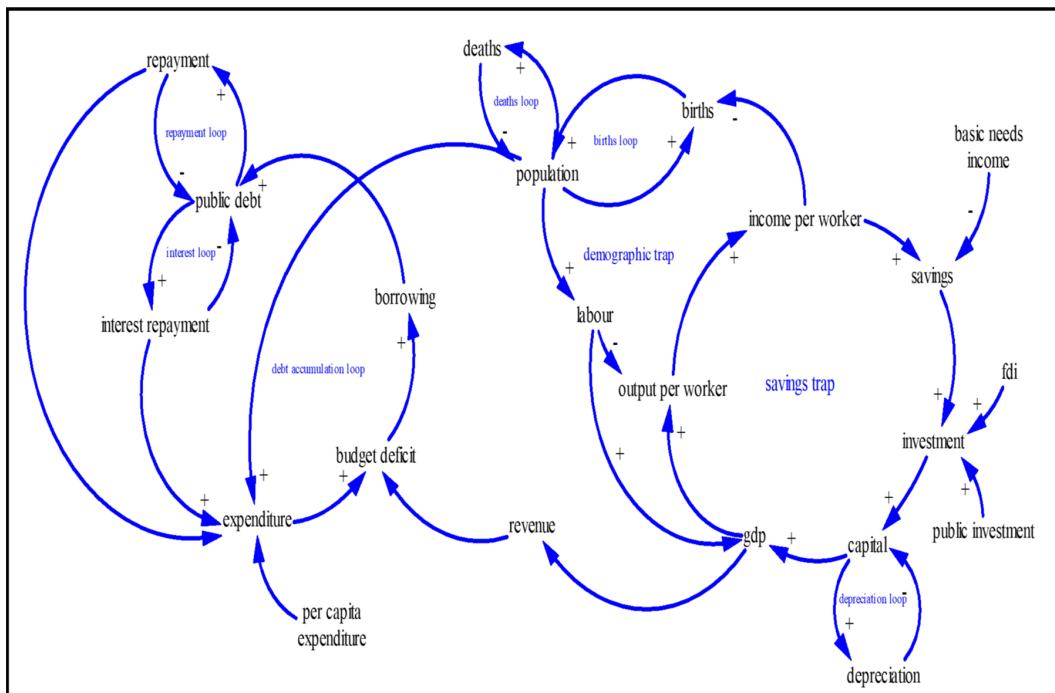 deaths
repayment
+
+
deaths loop
births
basic needs
income
repayment loop
-
+
births loop
+
-
-
population
public debt
+
income per worker
-
interest loop
-
+
+
demographic trap
+
+
savings
borrowing
labour
interest repayment
-
+
fdi
debt accumulation loop
output per worker
savings trap
+
+
+
investment
budget deficit
+
+
+
+
+
+
expenditure
revenue
gdp
+
capital
public investment
depreciation loop
-
per capita
expenditure
+
depreciation